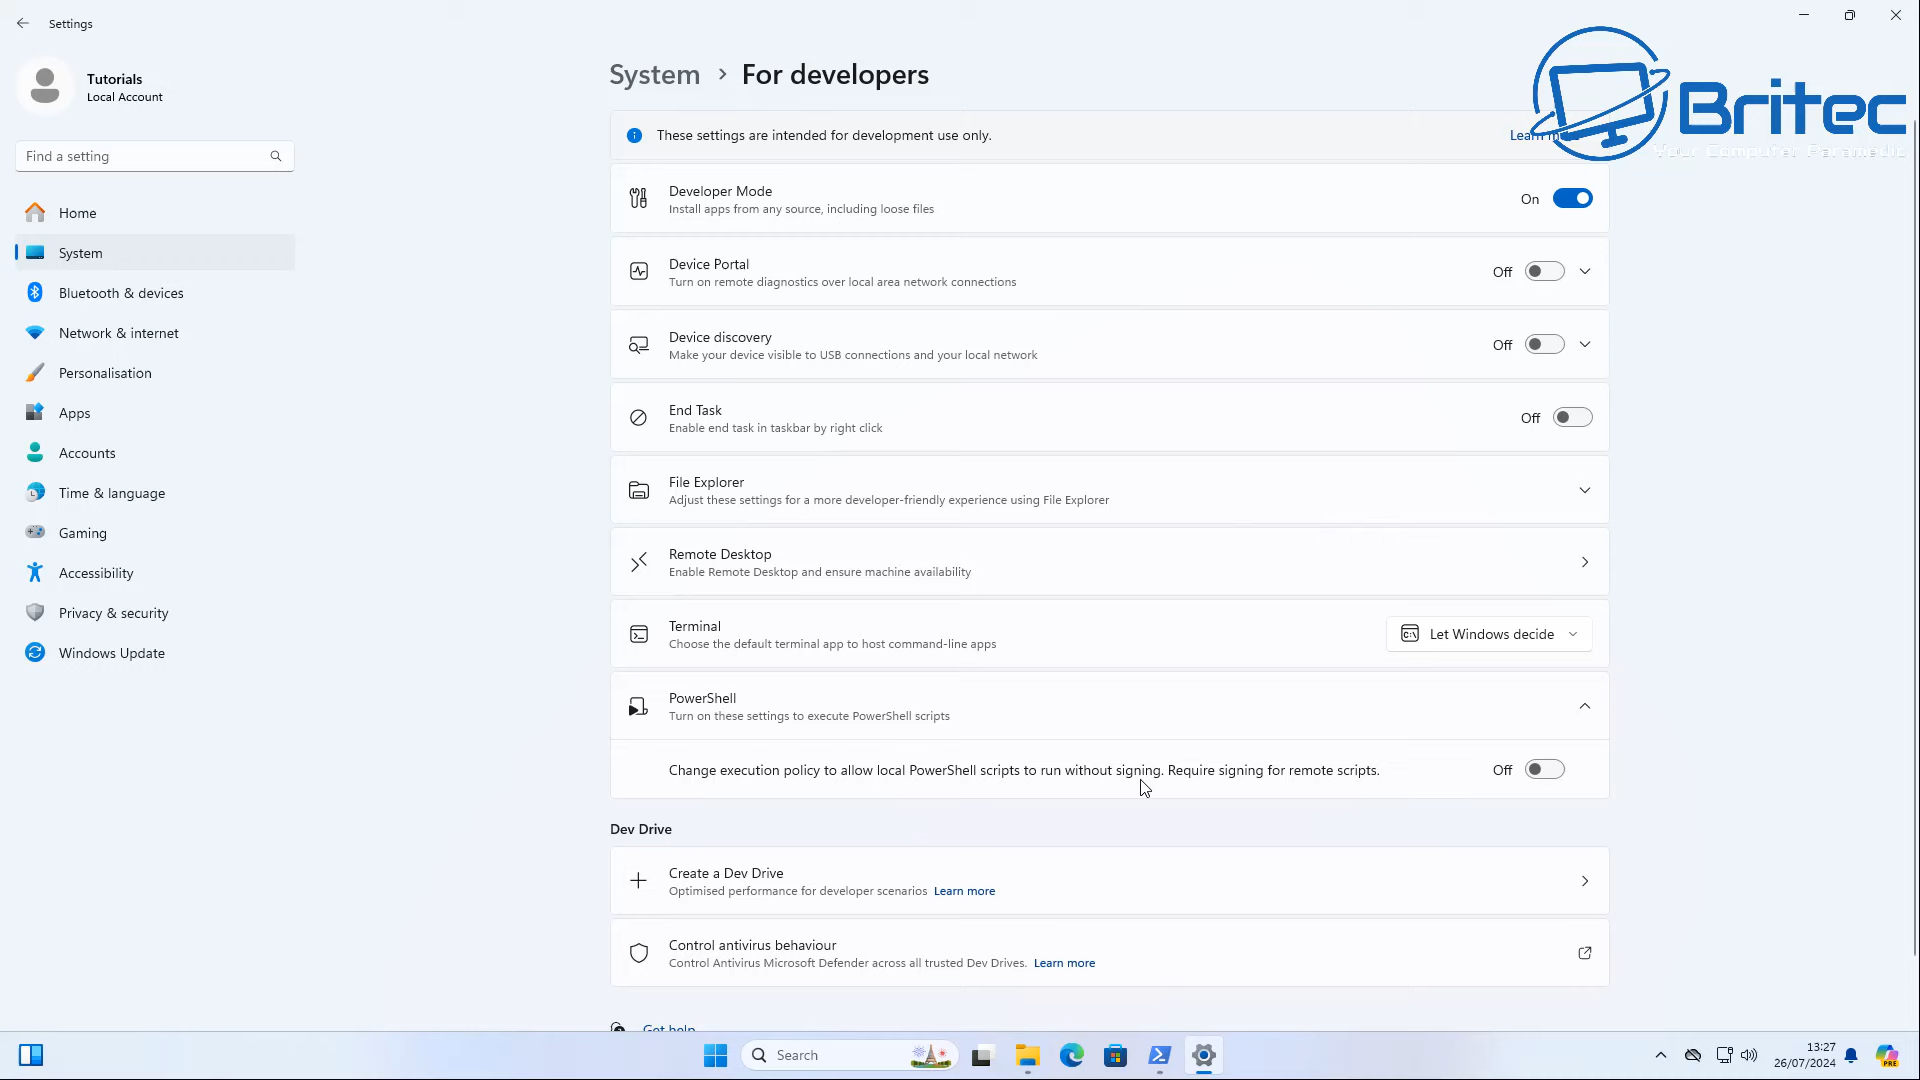 Settings
Tutorials
Local Account
Find a setting
Home
System
Bluetooth & devices
Network & internet
Personalisation
Apps
Accounts
Time & language
Gaming
Accessibility
Privacy & security
Windows Update
System > For developers
Britec
Your Computer Paramedic
These settings are intended for development use only.
Developer Mode
Install apps from any source, including loose files
On
Device Portal
Turn on remote diagnostics over local area network connections
Off
Device discovery
Make your device visible to USB connections and your local network
Off
End Task
Enable end task in taskbar by right click
Off
File Explorer
Adjust these settings for a more developer-friendly experience using File Explorer
Remote Desktop
Enable Remote Desktop and ensure machine availability
Terminal
Choose the default terminal app to host command-line apps
Let Windows decide
PowerShell
Turn on these settings to execute PowerShell scripts
Change execution policy to allow local PowerShell scripts to run without signing. Require signing for remote scripts.
Off
Dev Drive
Create a Dev Drive
Optimised performance for developer scenarios Learn more
Control antivirus behaviour
Control Antivirus Microsoft Defender across all trusted Dev Drives. Learn more
Get help
Search
13:27
26/07/2024
PRE